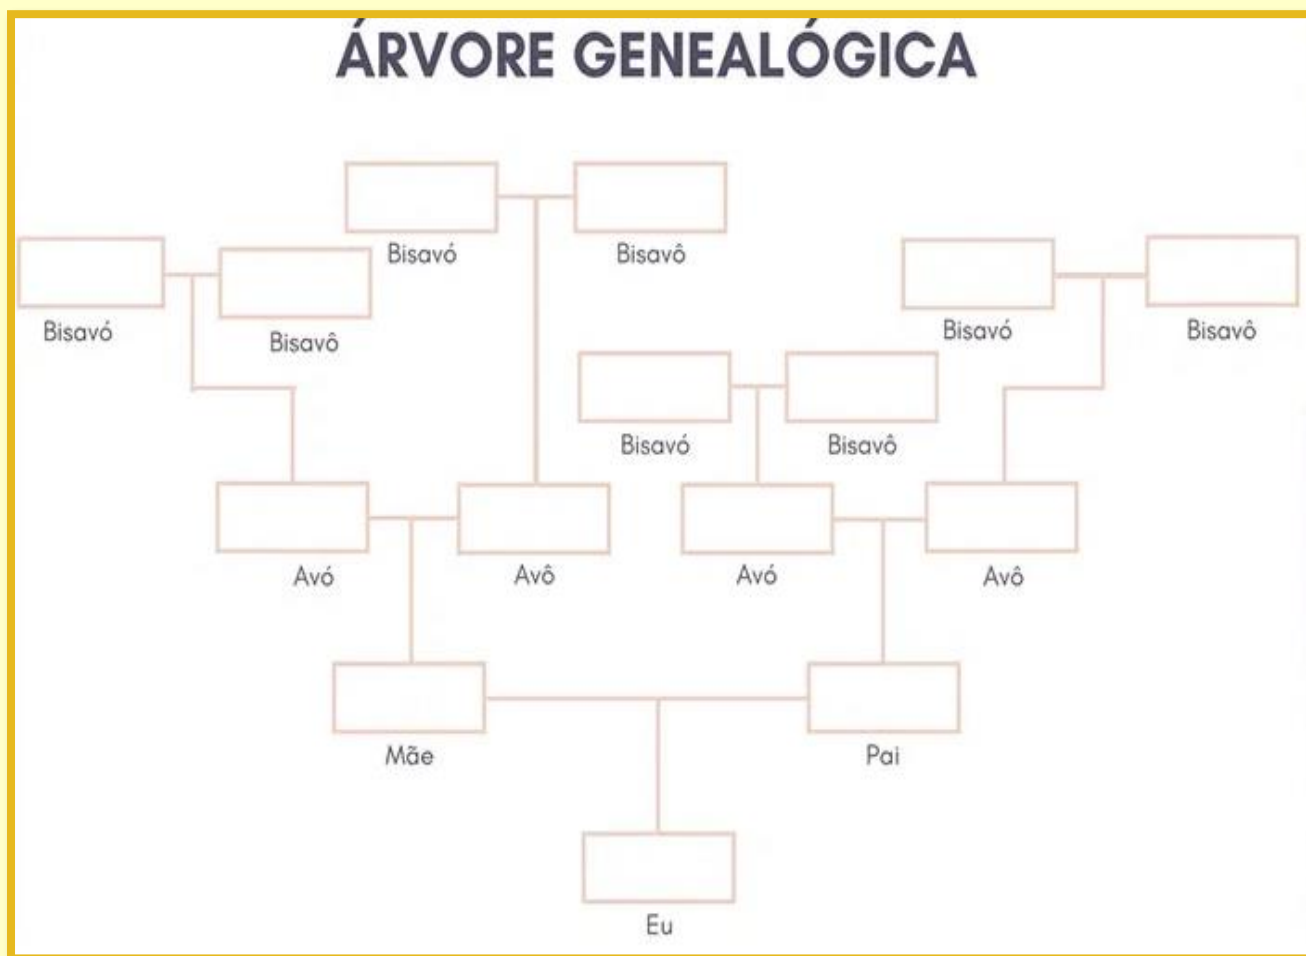 ÁRVORE GENEALÓGICA
Bisavó Bisavô
Bisavó Bisavô
Bisavó Bisavô
Bisavó Bisavô
Avó Avô Avó Avô
Mãe Pai
Eu